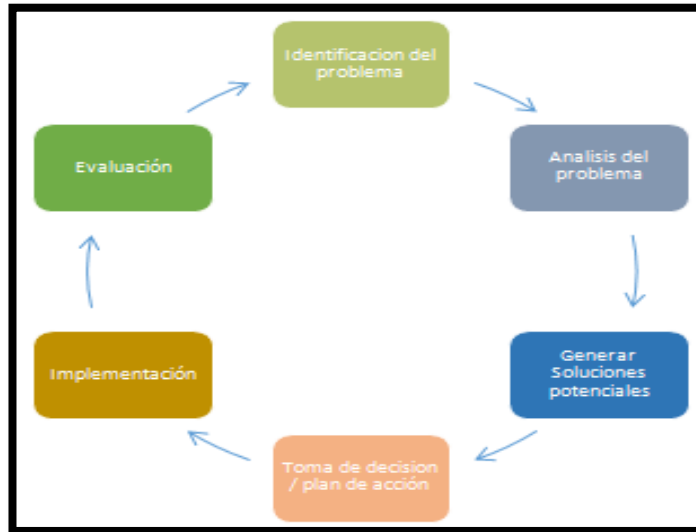 Identificacion del
problema
Analisis del
problema
Generar
Soluciones
potenciales
Toma de decision
/ plan de acción
Implementación
Evaluación